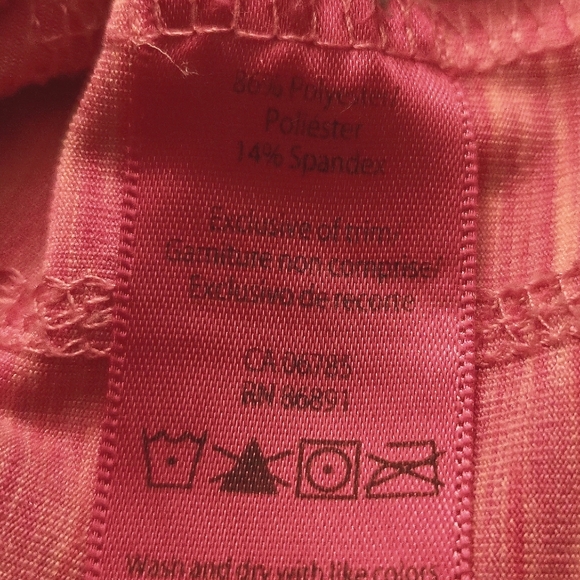 86% Polyester/
Poliester
14% Spandex
Exclusive of trim/
Garniture non comprise/
Exclusivo de recorte
CA 06785
RN 86891
Wash and dry with like colors